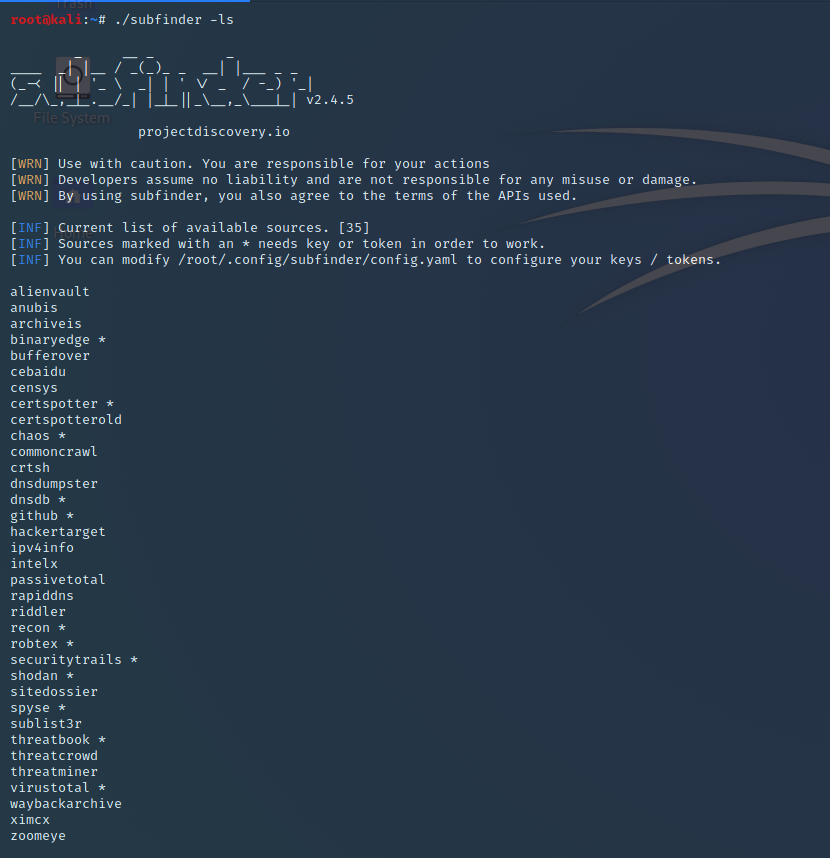 Trash
root@kali:~# ./subfinder -ls
v2.4.5
File System
projectdiscovery.io
[WRN] Use with caution. You are responsible for your actions
[WRN] Developers assume no liability and are not responsible for any misuse or damage.
[WRN] By using subfinder, you also agree to the terms of the APIs used.
[INF] Current list of available sources. [35]
Home
[INF] Sources marked with an * needs key or token in order to work.
[INF] You can modify /root/.config/subfinder/config.yaml to configure your keys / tokens.
alienvault
anubis
archiveis
binaryedge *
bufferover
cebaidu
censys
certspotter *
certspotterold
chaos *
commoncrawl
crtsh
dnsdumpster
dnsdb *
github *
hackertarget
ipv4info
intelx
passivetotal
rapiddns
riddler
recon *
robtex *
securitytrails *
shodan *
sitedossier
spyse *
sublist3r
threatbook *
threatcrowd
threatminer
virustotal *
waybackarchive
ximcx
zoomeye